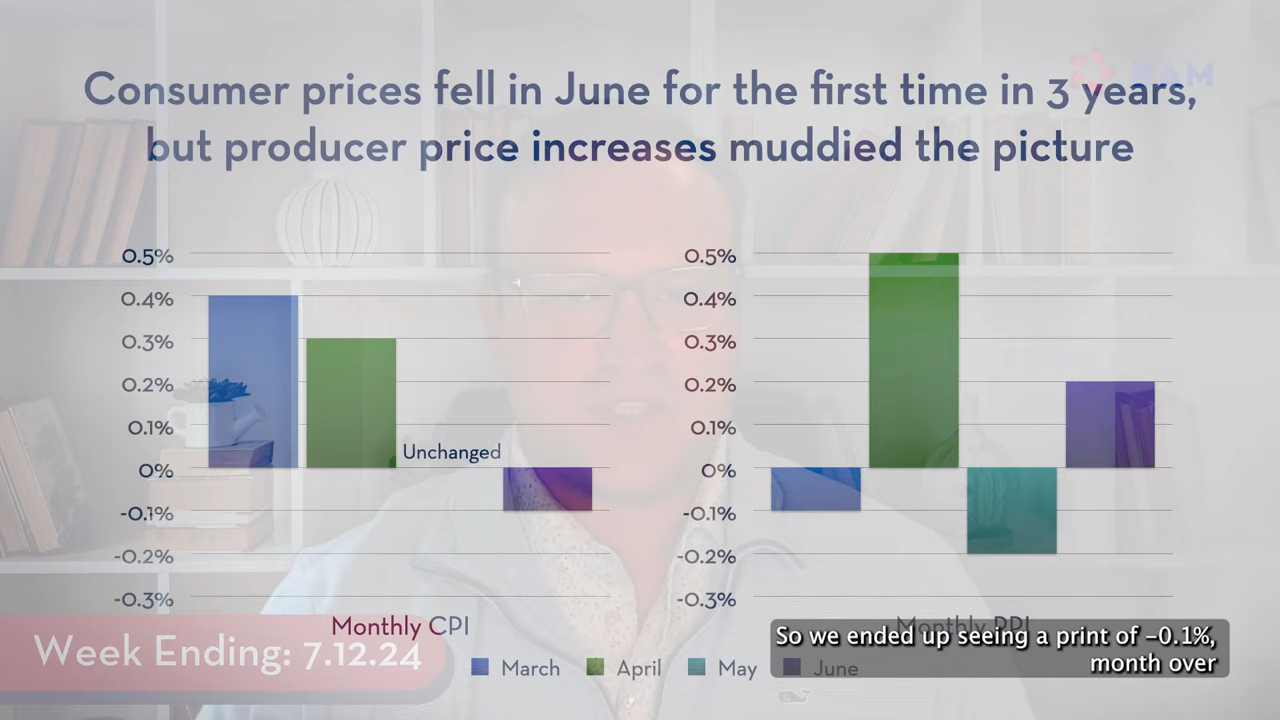 RAM
Consumer prices fell in June for the first time in 3 years,
but producer price increases muddied the picture
0.5%
0.4%
0.3%
0.2%
0.1%
0%
-0.1%
-0.2%
-0.3%
Unchanged
Monthly CPI
0.5%
0.4%
0.3%
0.2%
0.1%
0%
-0.1%
-0.2%
-0.3%
Monthly PPI
March April May June
Week Ending: 7.12.24
So we ended up seeing a print of –0.1%,
month over